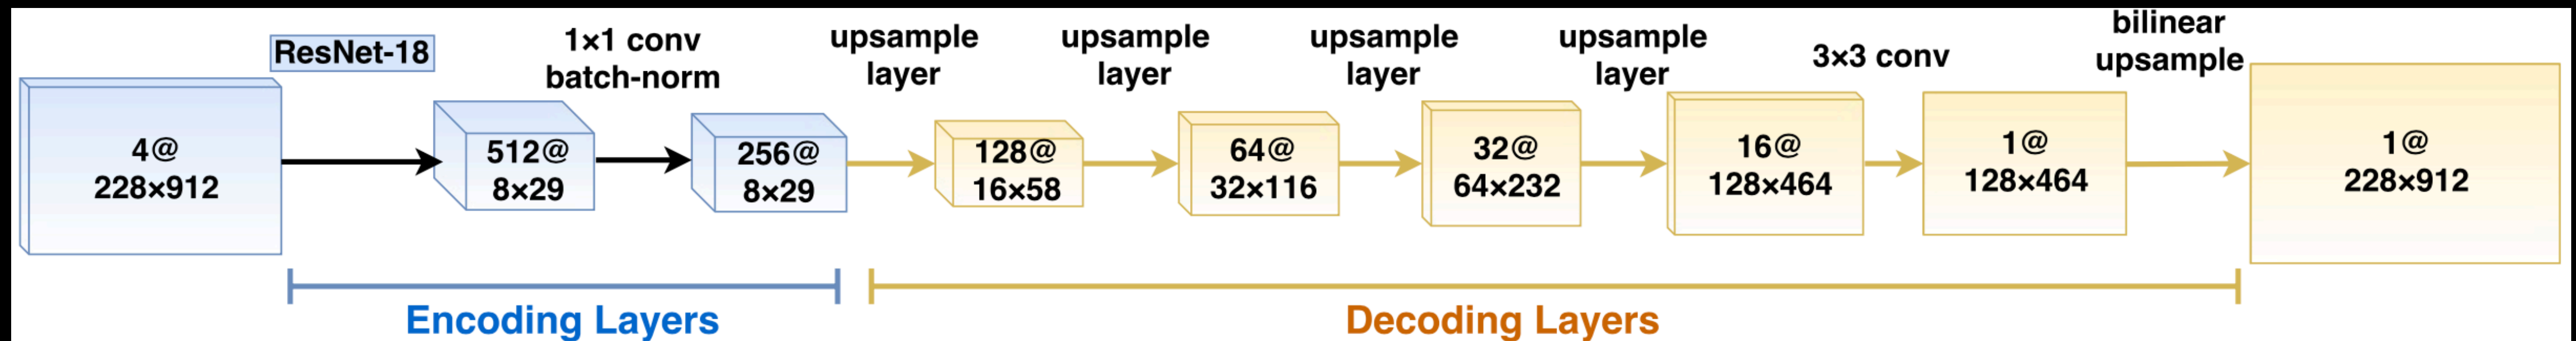 ResNet-18
1×1 conv
batch-norm
upsample
layer
upsample
layer
upsample
layer
upsample
layer
3×3 conv
bilinear
upsample
4@
228×912
512@
8×29
256@
8×29
128@
16×58
64@
32×116
32@
64×232
16@
128×464
1@
128×464
1@
228×912
Encoding Layers
Decoding Layers